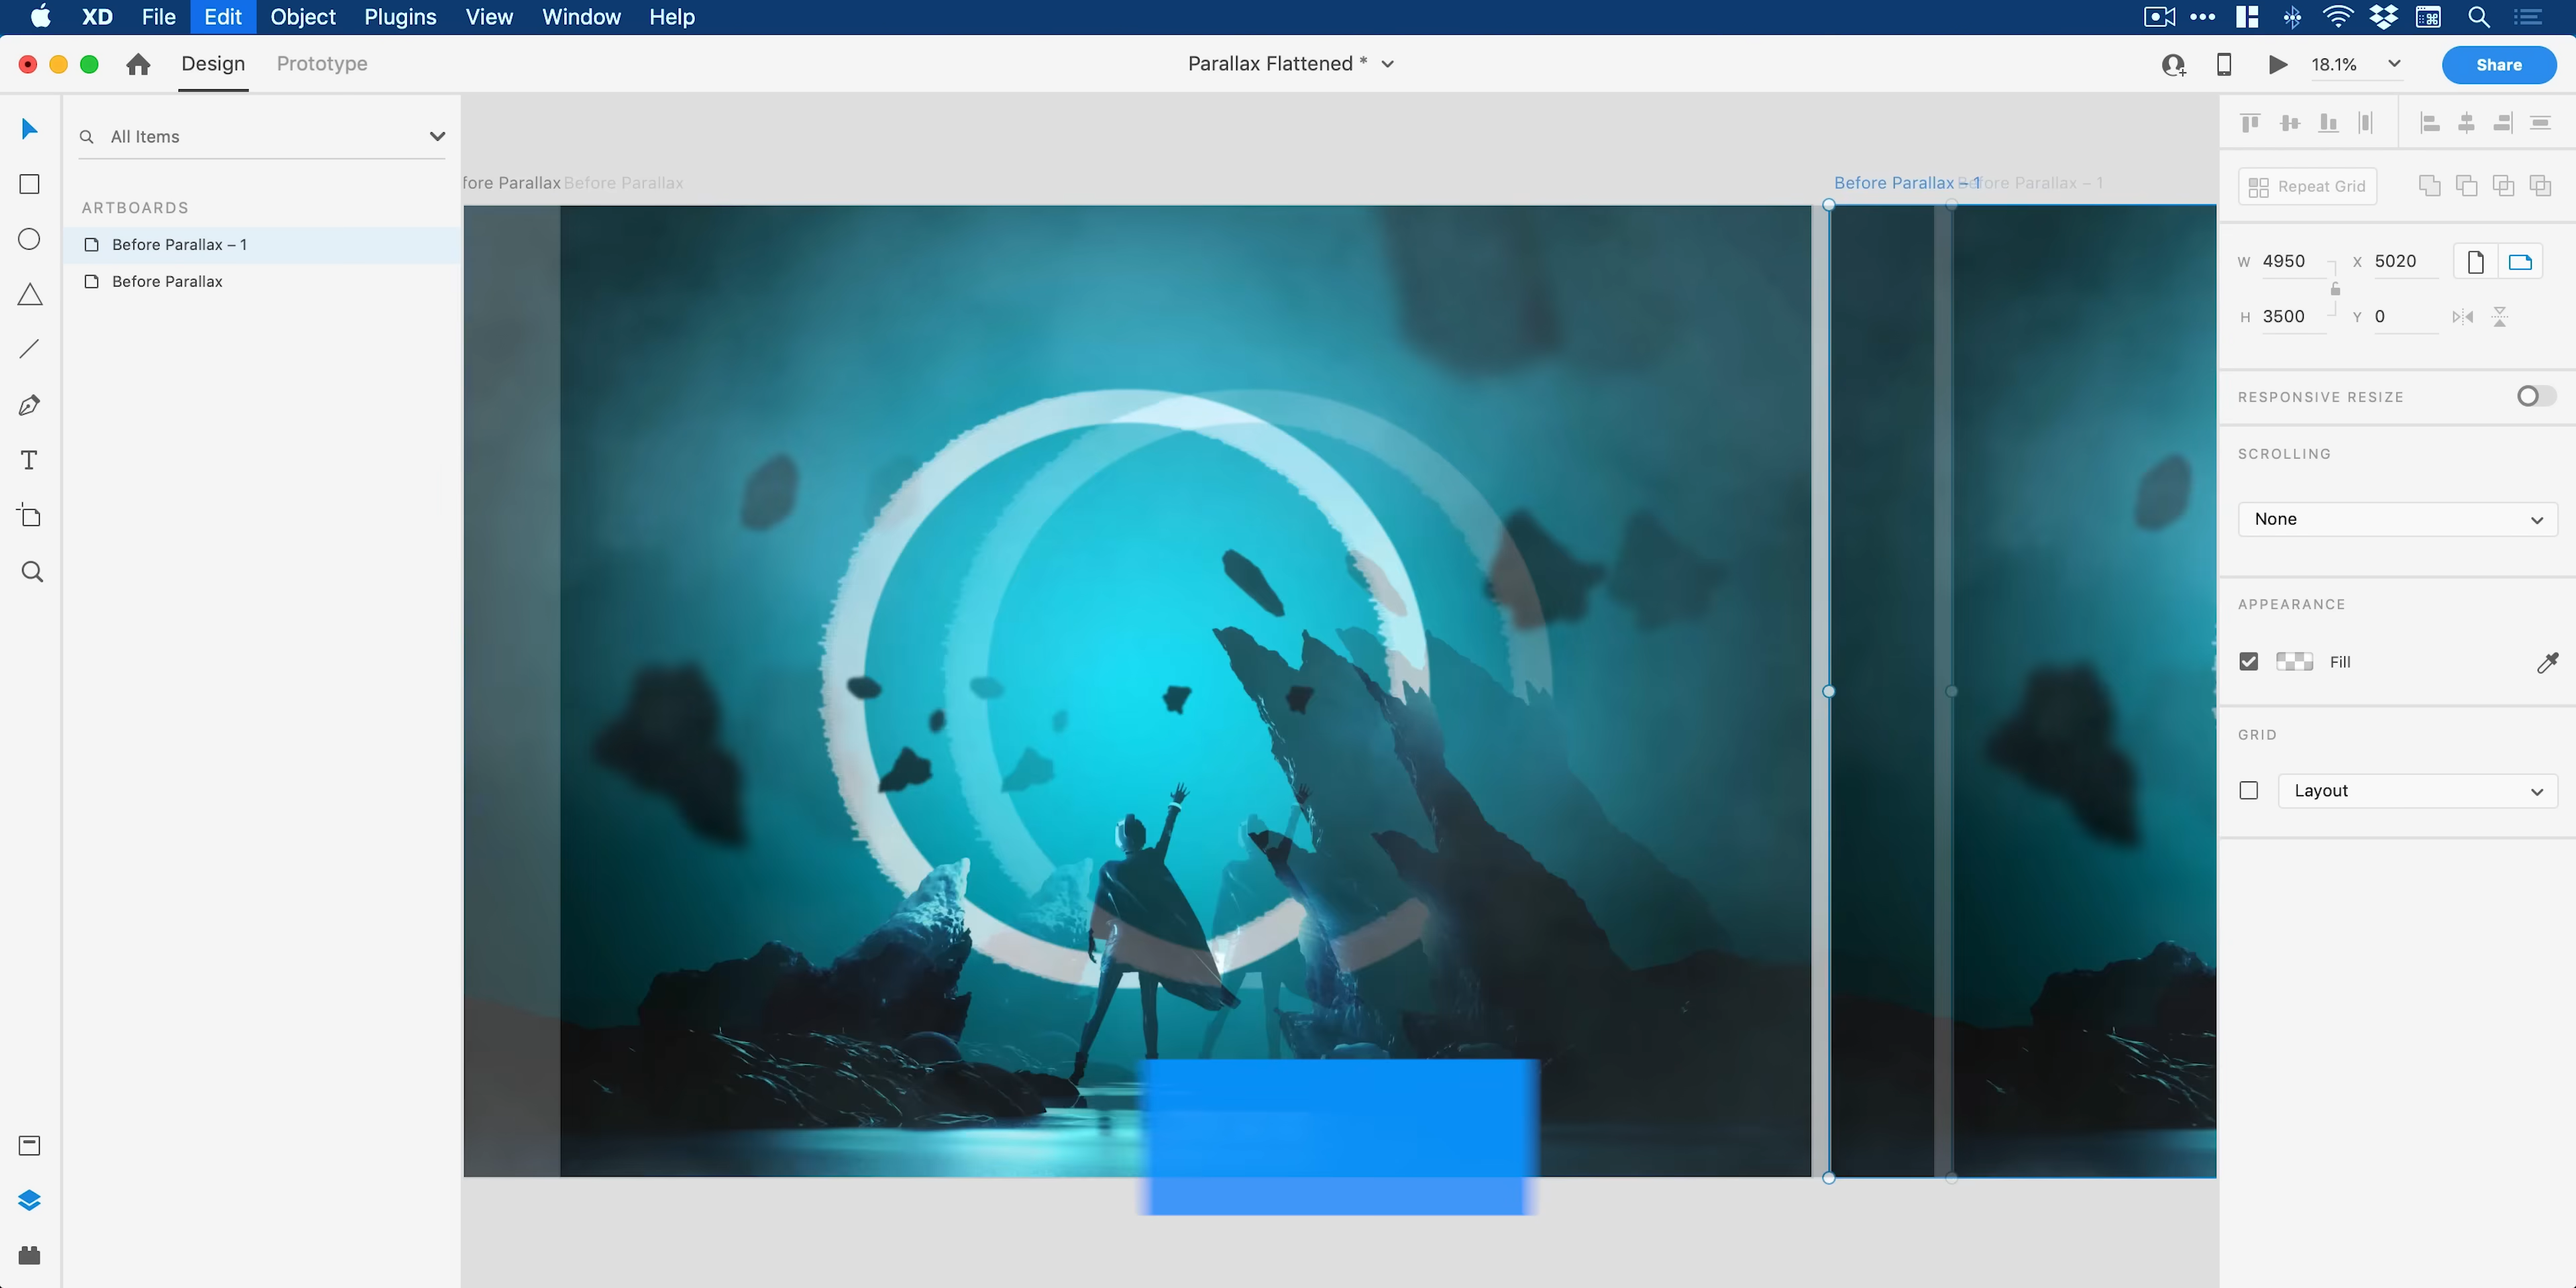 XD File Edit Object Plugins View Window Help
Design Prototype
Parallax Flattened *
18.1%
Share
All Items
ARTBOARDS
Before Parallax – 1
Before Parallax
fore Parallax
Before Parallax
Before Parallax – 1
fore Parallax – 1
Repeat Grid
W 4950 X 5020
H 3500 Y 0
RESPONSIVE RESIZE
SCROLLING
None
APPEARANCE
Fill
GRID
Layout